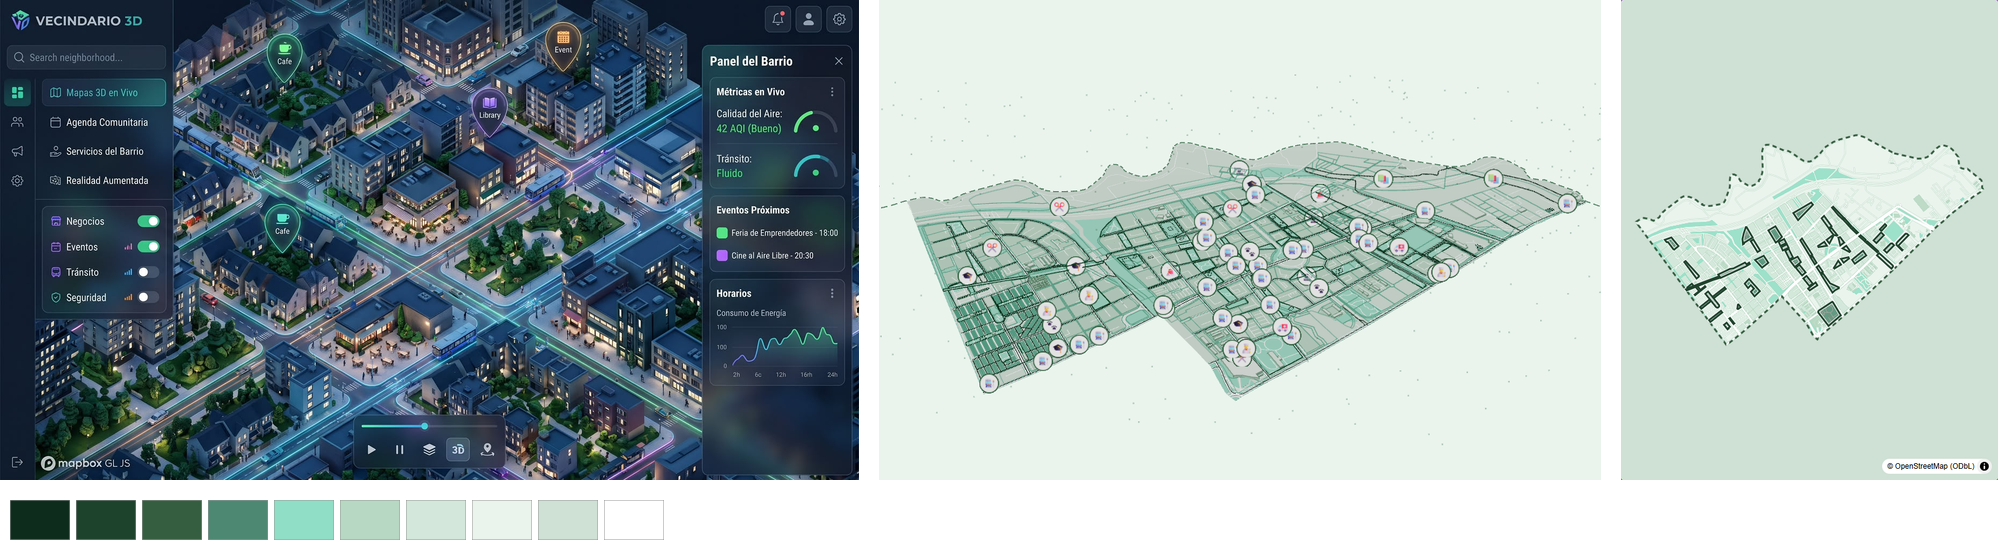 VECINDARIO 3D
Search neighborhood...
Mapas 3D en Vivo
Agenda Comunitaria
Servicios del Barrio
Realidad Aumentada
Negocios
Eventos
Tránsito
Seguridad
mapbox GL JS
Cafe
Event
Library
Cafe
3D
Panel del Barrio
Métricas en Vivo
Calidad del Aire:
42 AQI (Bueno)
Tránsito:
Fluido
Eventos Próximos
Feria de Emprendedores - 18:00
Cine al Aire Libre - 20:30
Horarios
Consumo de Energía
100
100
0
2h 6c 12h 16rh 24h
© OpenStreetMap (ODbL)